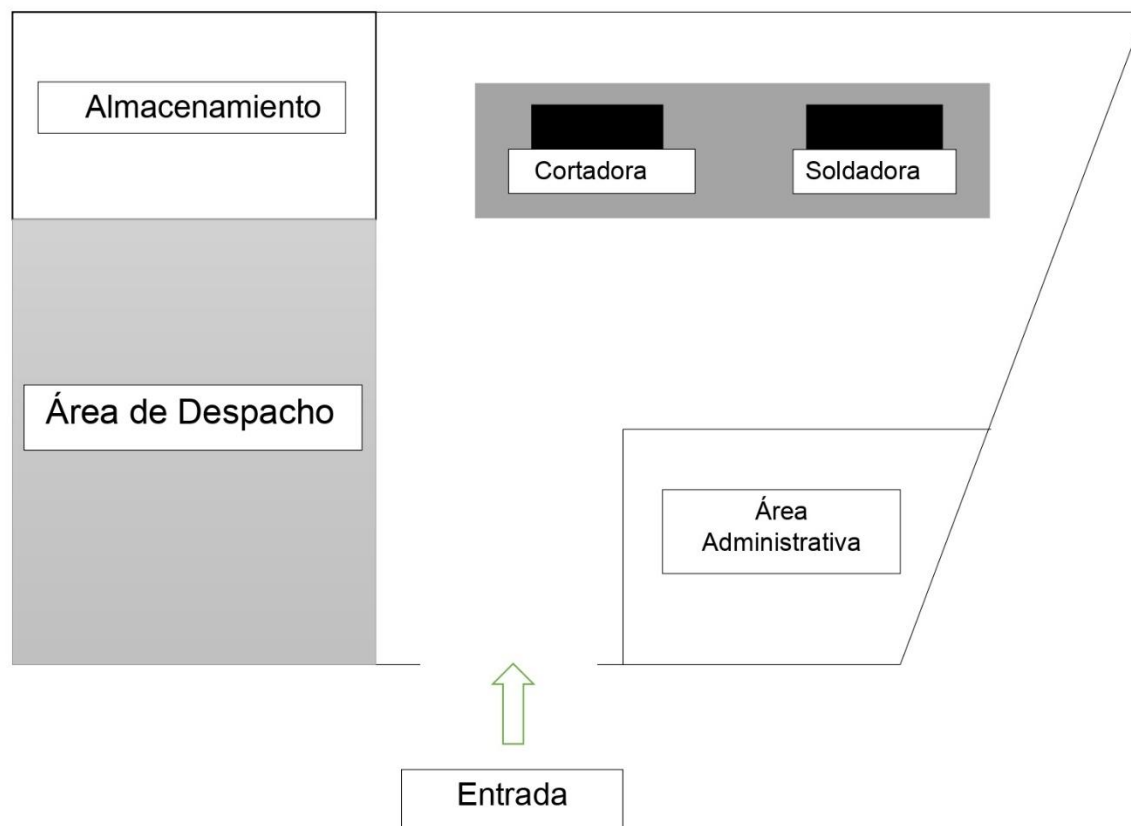 Almacenamiento
Cortadora
Soldadora
Área de Despacho
Área
Administrativa
Entrada